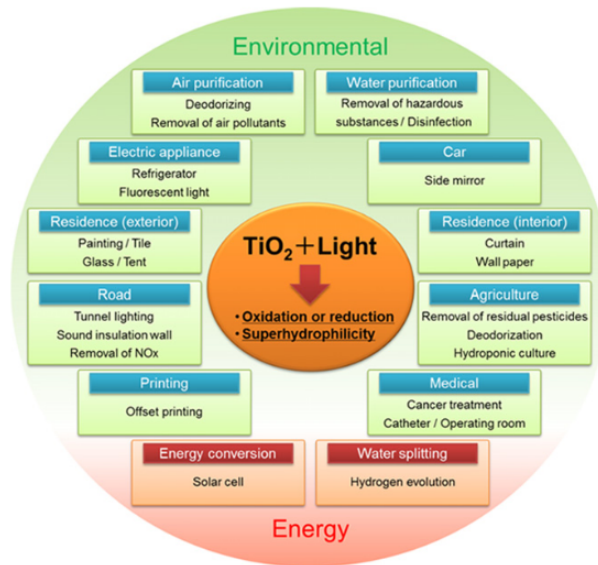 Environmental
Air purification
Deodorizing
Removal of air pollutants
Water purification
Removal of hazardous
substances / Disinfection
Electric appliance
Refrigerator
Fluorescent light
Car
Side mirror
Residence (exterior)
Painting / Tile
Glass / Tent
TiO₂+Light
• Oxidation or reduction
• Superhydrophilicity
Residence (interior)
Curtain
Wall paper
Road
Tunnel lighting
Sound insulation wall
Removal of NOx
Agriculture
Removal of residual pesticides
Deodorization
Hydroponic culture
Printing
Offset printing
Medical
Cancer treatment
Catheter / Operating room
Energy conversion
Solar cell
Water splitting
Hydrogen evolution
Energy